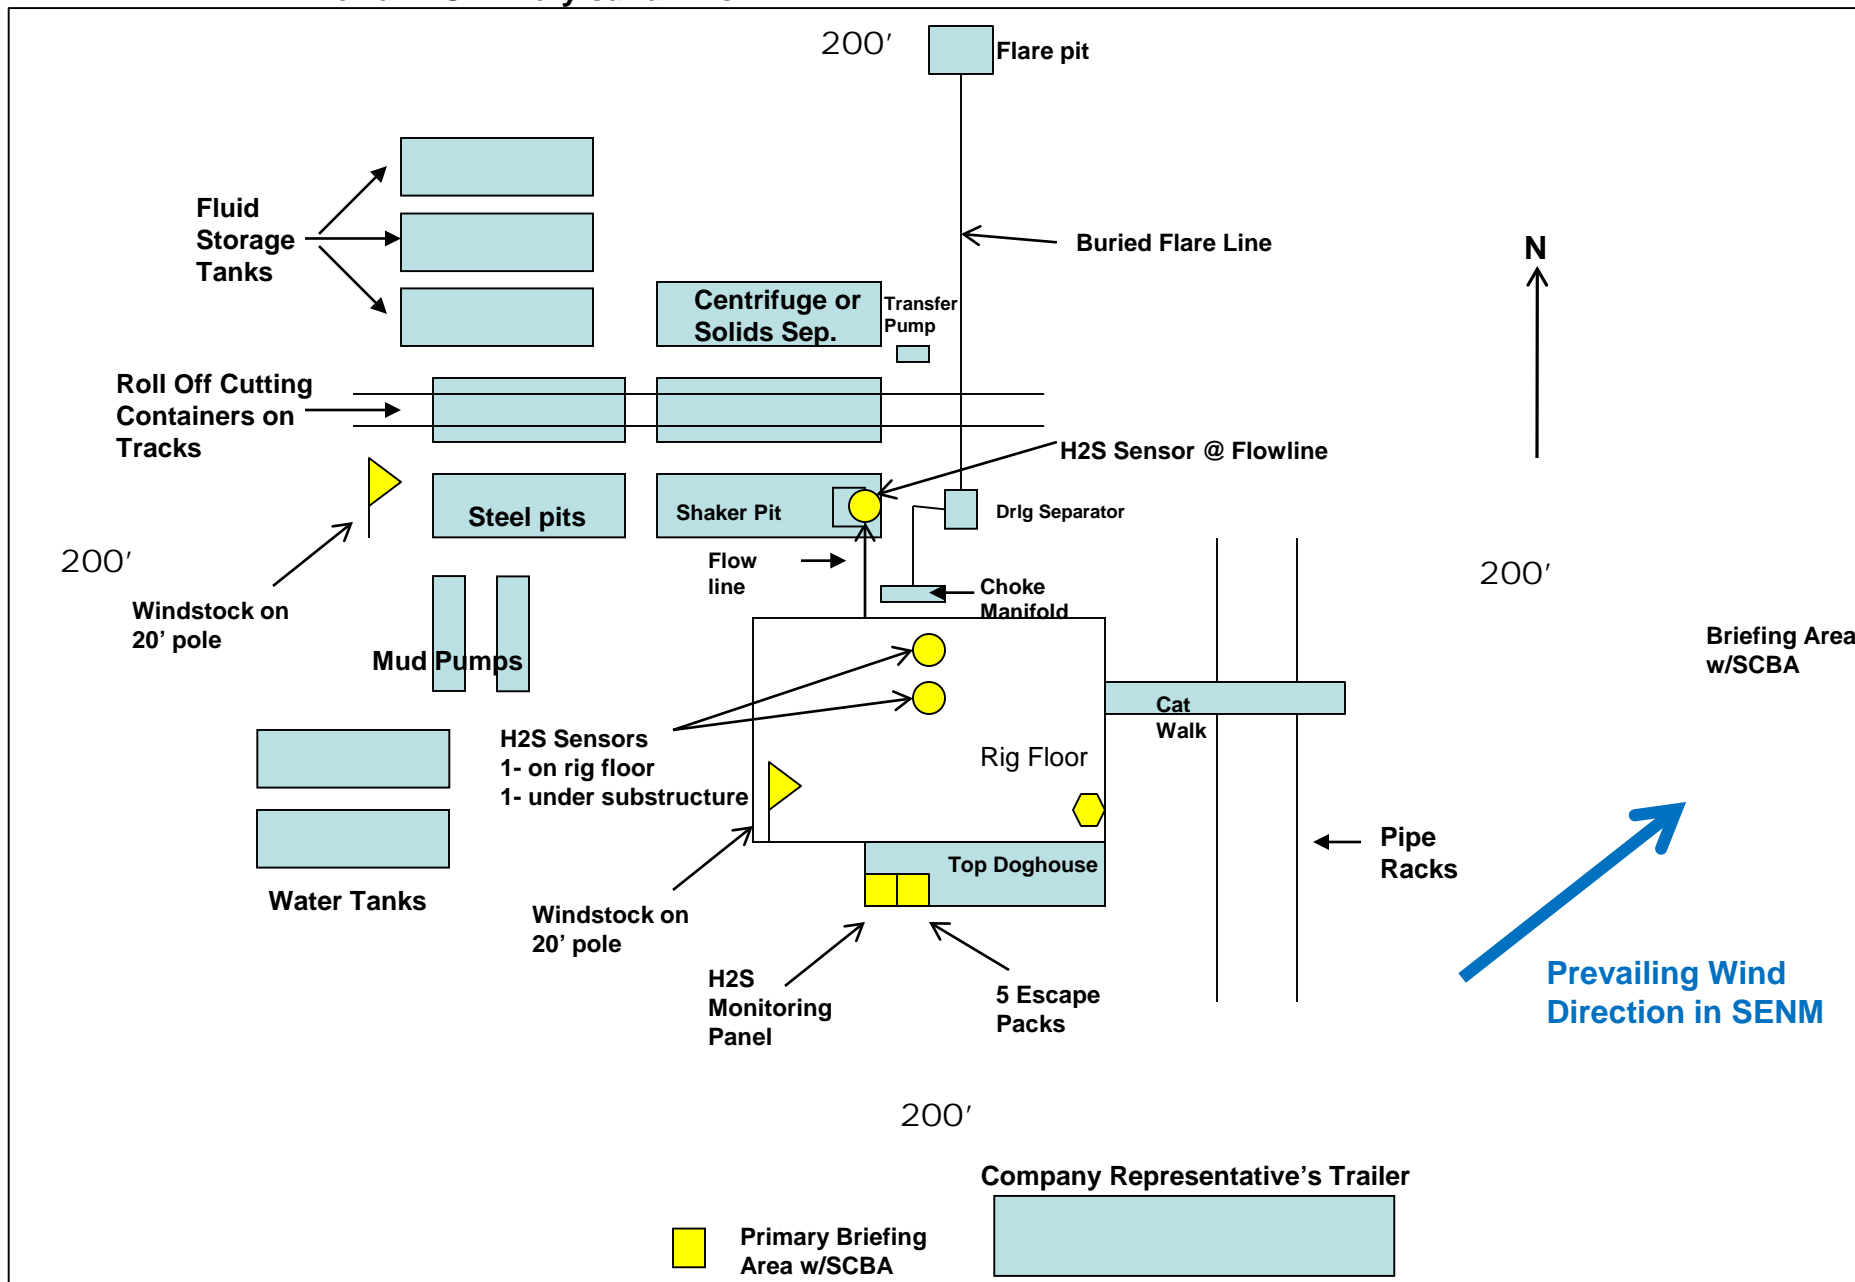 200'
Flare pit
Fluid
Storage
Tanks
Buried Flare Line
N
Centrifuge or
Solids Sep.
Transfer
Pump
Roll Off Cutting
Containers on
Tracks
H2S Sensor @ Flowline
Steel pits
Shaker Pit
Drlg Separator
200'
Flow
line
200'
Choke
Manifold
Windstock on
20' pole
Briefing Area
w/SCBA
Mud Pumps
Cat
Walk
H2S Sensors
1- on rig floor
1- under substructure
Rig Floor
Pipe
Racks
Top Doghouse
Water Tanks
Windstock on
20' pole
H2S
Monitoring
Panel
5 Escape
Packs
Prevailing Wind
Direction in SENM
200'
Company Representative's Trailer
Primary Briefing
Area w/SCBA